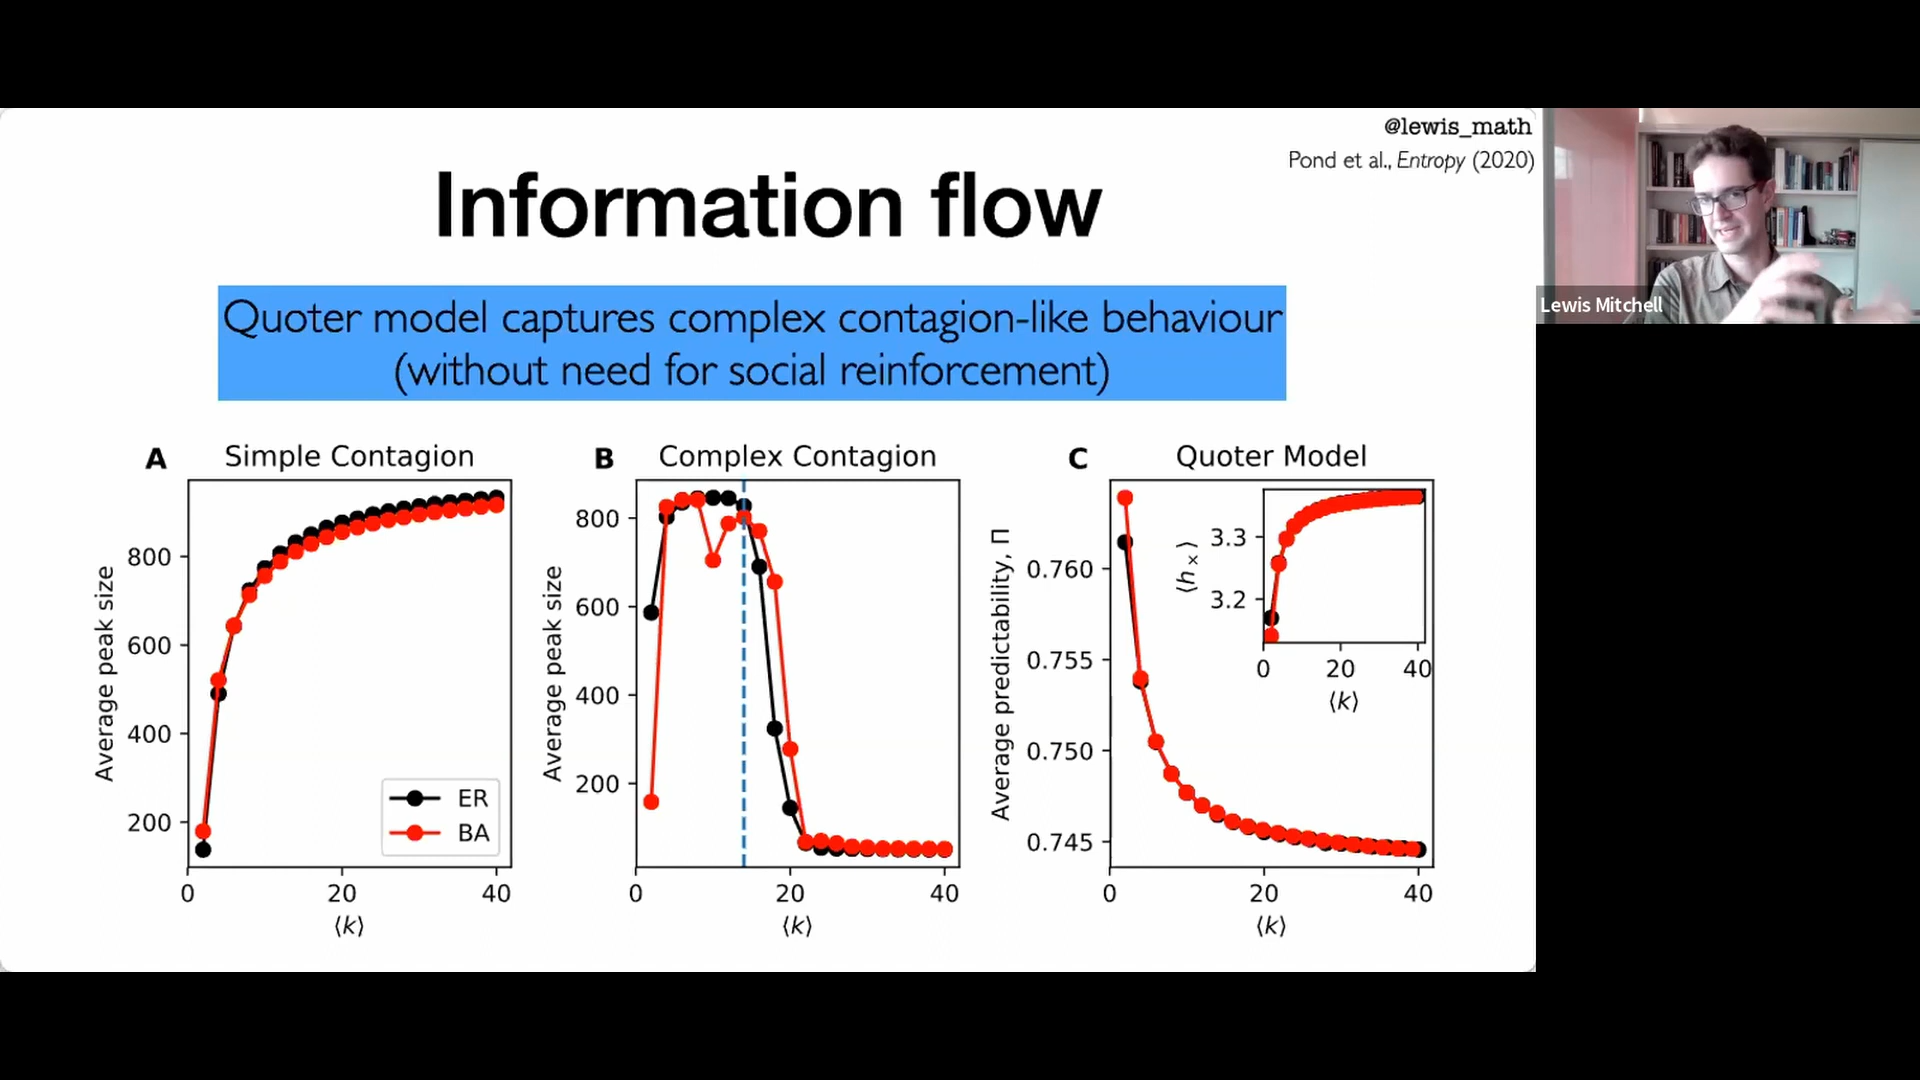 @lewis_math
Pond et al., Entropy (2020)
Information flow
Quoter model captures complex contagion-like behaviour
(without need for social reinforcement)
Lewis Mitchell
A Simple Contagion
Average peak size
800
600
400
200
0 20 40
⟨k⟩
ER
BA
B Complex Contagion
Average peak size
800
600
400
200
0 20 40
⟨k⟩
C Quoter Model
Average predictability, Π
0.760
0.755
0.750
0.745
0 20 40
⟨k⟩
⟨h×⟩
3.3
3.2
0 20 40
⟨k⟩